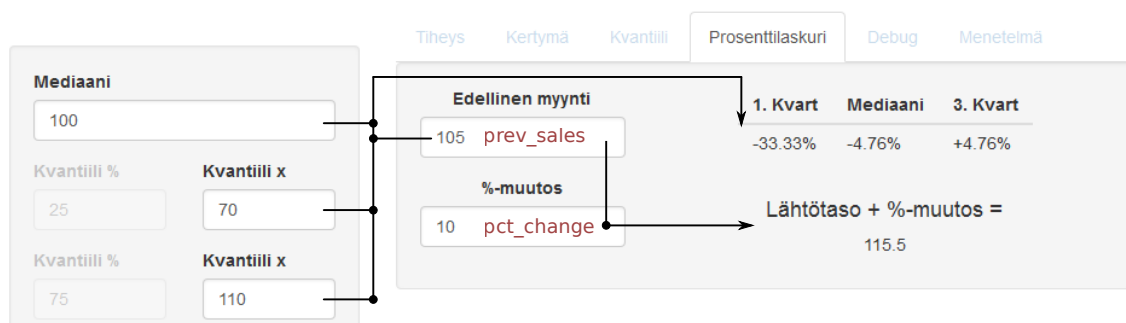 Tiheys Kertymä Kvantiili Prosenttilaskuri Debug Menetelmä
Mediaani
100
Kvantiili % Kvantiili x
25 70
Kvantiili % Kvantiili x
75 110
Edellinen myynti
105 prev_sales
%-muutos
10 pct_change
1. Kvart Mediaani 3. Kvart
-33.33% -4.76% +4.76%
Lähtötaso + %-muutos =
115.5